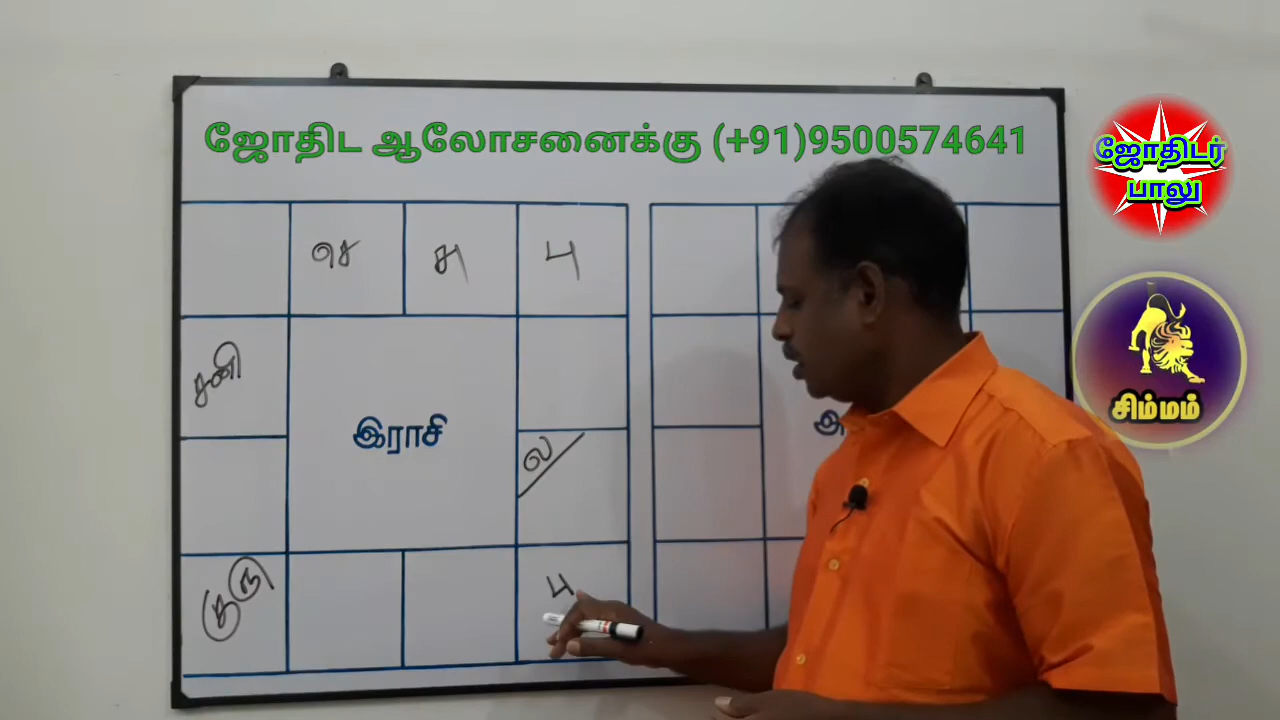 ஜோதிட ஆலோசனைக்கு (+91)9500574641
ஜோதிடர்
பாலு
செ
சு
பு
சனி
இராசி
ல
சிம்மம்
குரு
பு